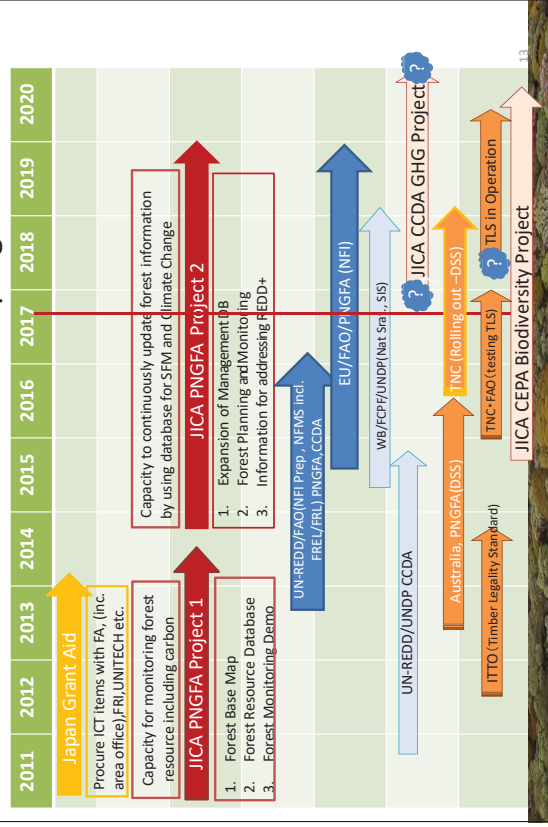 2011 2012 2013 2014 2015 2016 2017 2018 2019 2020
Japan Grant Aid
Procure ICT items with FA, (inc.
area office),FRI,UNITECH etc.
Capacity for monitoring forest
resource including carbon
JICA PNGFA Project 1
1. Forest Base Map
2. Forest Resource Database
3. Forest Monitoring Demo
Capacity to continuously update forest information
by using database for SFM and Climate Change
JICA PNGFA Project 2
1. Expansion of Management DB
2. Forest Planning and Monitoring
3. Information for addressing REDD+
UN-REDD/FAO(NFI Prep , NFMS incl.
FREL/FRL) PNGFA,CCDA
EU/FAO/PNGFA (NFI)
WB/FCPF/UNDP(Nat Srat., SIS)
UN-REDD/UNDP CCDA
? JICA CCDA GHG Project ?
Australia, PNGFA(DSS)
TNC (Rolling out –DSS)
ITTO (Timber Legality Standard)
TNC・FAO(testing TLS)
? TLS in Operation
JICA CEPA Biodiversity Project
13